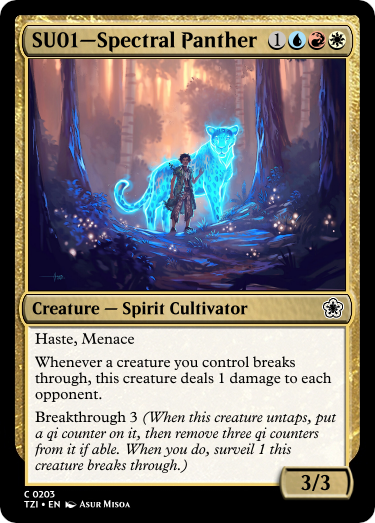 SU01—Spectral Panther 1
Creature — Spirit Cultivator
Haste, Menace
Whenever a creature you control breaks
through, this creature deals 1 damage to each
opponent.
Breakthrough 3 (When this creature untaps, put
a qi counter on it, then remove three qi counters
from it if able. When you do, surveil 1 this
creature breaks through.)
3/3
C 0203
TZI • EN Asur Misoa